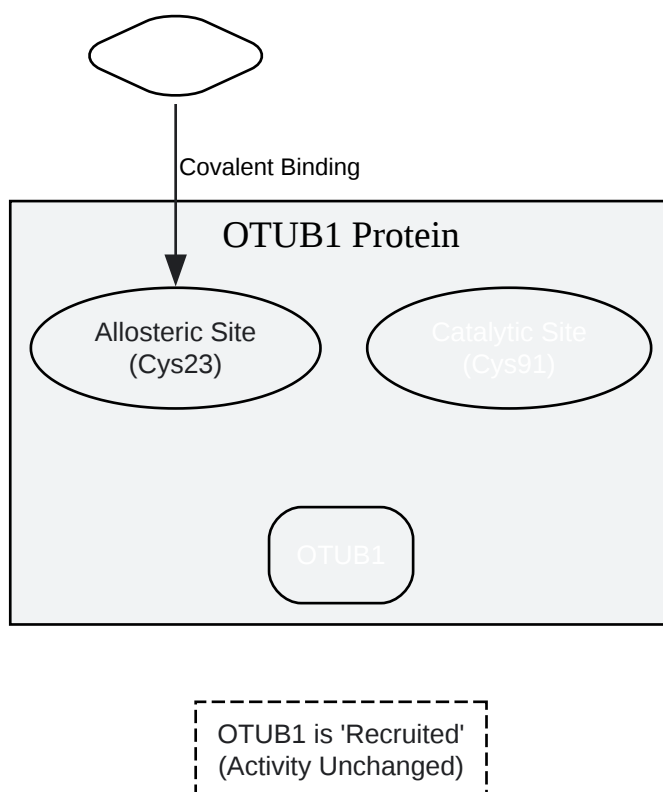 Covalent Binding
OTUB1 Protein
Allosteric Site
(Cys23)
Catalytic Site
(Cys91)
OTUB1
OTUB1 is 'Recruited'
(Activity Unchanged)